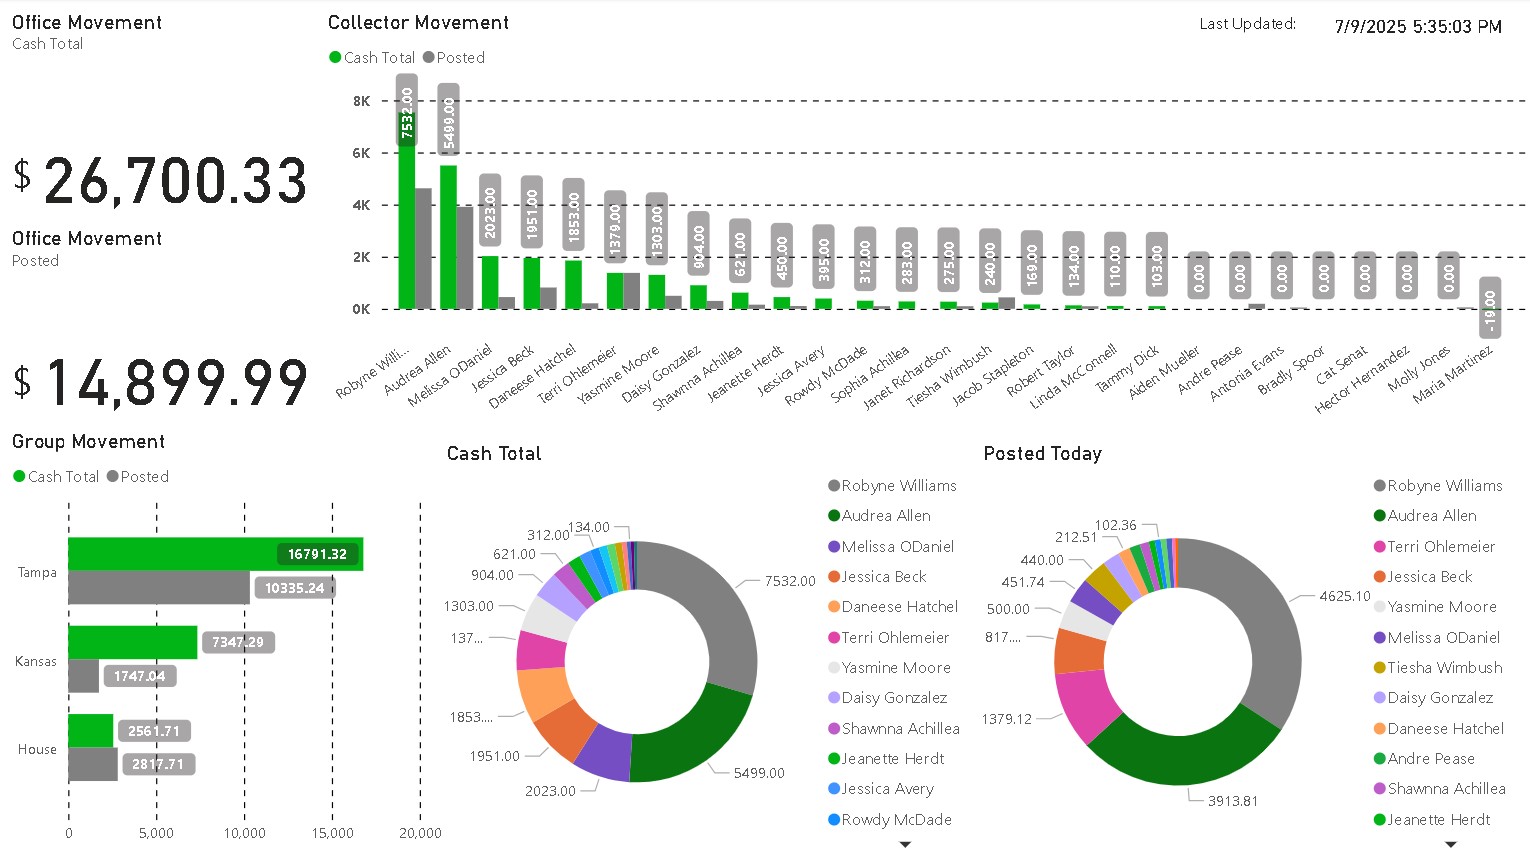 Office Movement
Cash Total
$ 26,700.33
Office Movement
Posted
$ 14,899.99
Collector Movement
Last Updated: 7/9/2025 5:35:03 PM
Cash Total Posted
8K
6K
4K
2K
0K
7532.00
5499.00
2023.00
1951.00
1853.00
1379.00
1303.00
904.00
621.00
450.00
395.00
312.00
283.00
275.00
240.00
169.00
134.00
110.00
103.00
0.00
0.00
0.00
0.00
0.00
0.00
0.00
-19.00
Robyne Willi...
Audrea Allen
Melissa ODaniel
Jessica Beck
Daneese Hatchel
Terri Ohlemeier
Yasmine Moore
Daisy Gonzalez
Shawnna Achillea
Jeanette Herdt
Jessica Avery
Rowdy McDade
Sophia Achillea
Janet Richardson
Tiesha Wimbush
Jacob Stapleton
Robert Taylor
Linda McConnell
Tammy Dick
Aiden Mueller
Andre Pease
Antonia Evans
Bradly Spoor
Cat Senat
Hector Hernandez
Molly Jones
Maria Martinez
Group Movement
Cash Total Posted
Tampa
16791.32
10335.24
Kansas
7347.29
1747.04
House
2561.71
2817.71
0 5,000 10,000 15,000 20,000
Cash Total
7532.00
5499.00
2023.00
1951.00
1853....
137...
1303.00
904.00
621.00
312.00
134.00
Robyne Williams
Audrea Allen
Melissa ODaniel
Jessica Beck
Daneese Hatchel
Terri Ohlemeier
Yasmine Moore
Daisy Gonzalez
Shawnna Achillea
Jeanette Herdt
Jessica Avery
Rowdy McDade
Posted Today
4625.10
3913.81
1379.12
817....
500.00
451.74
440.00
212.51
102.36
Robyne Williams
Audrea Allen
Terri Ohlemeier
Jessica Beck
Yasmine Moore
Melissa ODaniel
Tiesha Wimbush
Daisy Gonzalez
Daneese Hatchel
Andre Pease
Shawnna Achillea
Jeanette Herdt